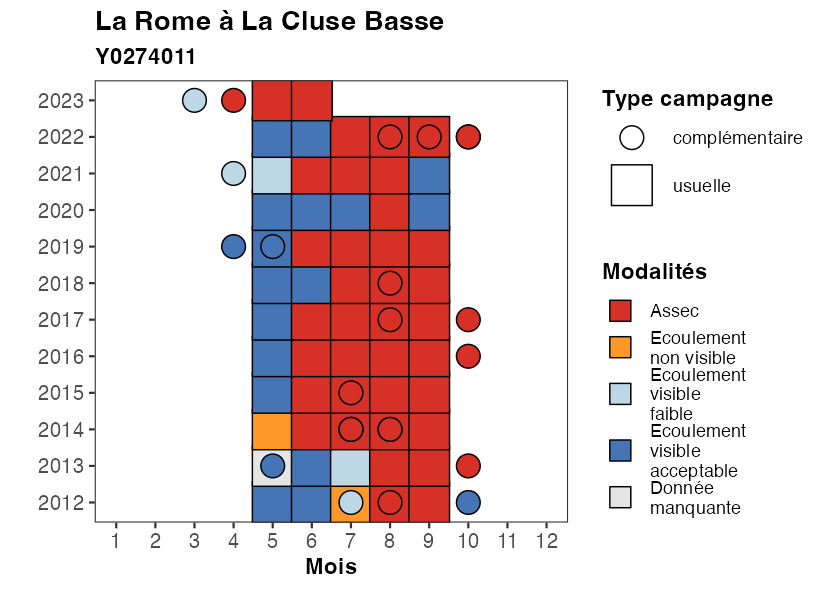 La Rome à La Cluse Basse
Y0274011
2023
2022
2021
2020
2019
2018
2017
2016
2015
2014
2013
2012
1 2 3 4 5 6 7 8 9 10 11 12
Mois
Type campagne
complémentaire
usuelle
Modalités
Assec
Ecoulement
non visible
Ecoulement
visible
faible
Ecoulement
visible
acceptable
Donnée
manquante